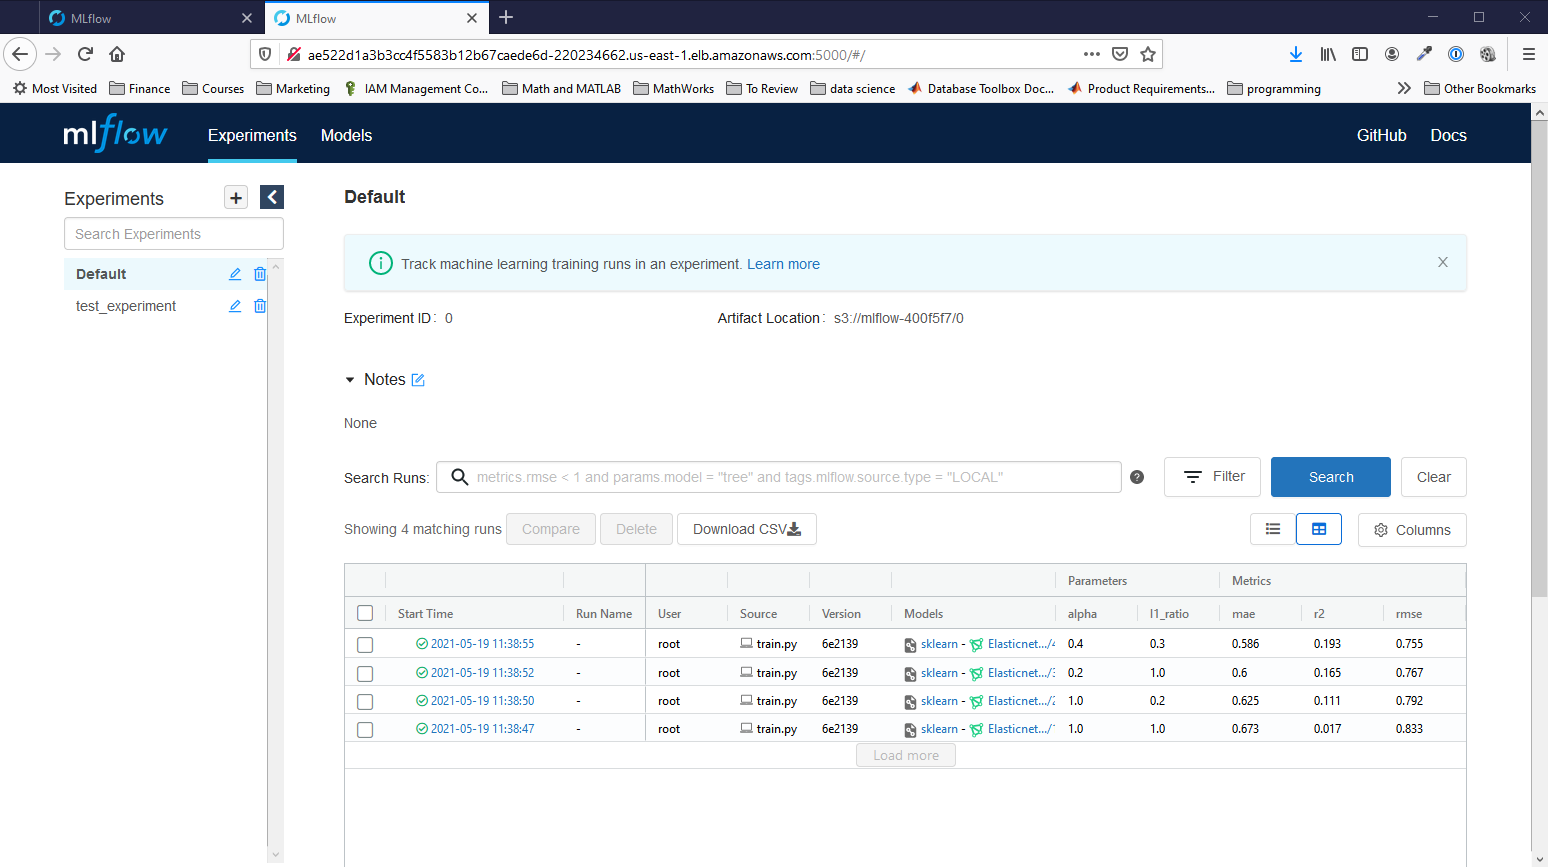 MLflow
MLflow
ae522d1a3b3cc4f5583b12b67caede6d-220234662.us-east-1.elb.amazonaws.com:5000/#/
Most Visited Finance Courses Marketing IAM Management Co... Math and MATLAB MathWorks To Review data science Database Toolbox Doc... Product Requirements... programming Other Bookmarks
mlflow Experiments Models GitHub Docs
Experiments
Search Experiments
Default
test_experiment
Default
Track machine learning training runs in an experiment. Learn more
Experiment ID: 0 Artifact Location: s3://mlflow-400f5f7/0
Notes
None
Search Runs: metrics.rmse < 1 and params.model = "tree" and tags.mlflow.source.type = "LOCAL" ? Filter Search Clear
Showing 4 matching runs Compare Delete Download CSV Columns
Parameters Metrics
Start Time Run Name User Source Version Models alpha l1_ratio mae r2 rmse
2021-05-19 11:38:55 - root train.py 6e2139 sklearn - Elasticnet.../4 0.4 0.3 0.586 0.193 0.755
2021-05-19 11:38:52 - root train.py 6e2139 sklearn - Elasticnet.../3 0.2 1.0 0.6 0.165 0.767
2021-05-19 11:38:50 - root train.py 6e2139 sklearn - Elasticnet.../2 1.0 0.2 0.625 0.111 0.792
2021-05-19 11:38:47 - root train.py 6e2139 sklearn - Elasticnet.../1 1.0 1.0 0.673 0.017 0.833
Load more